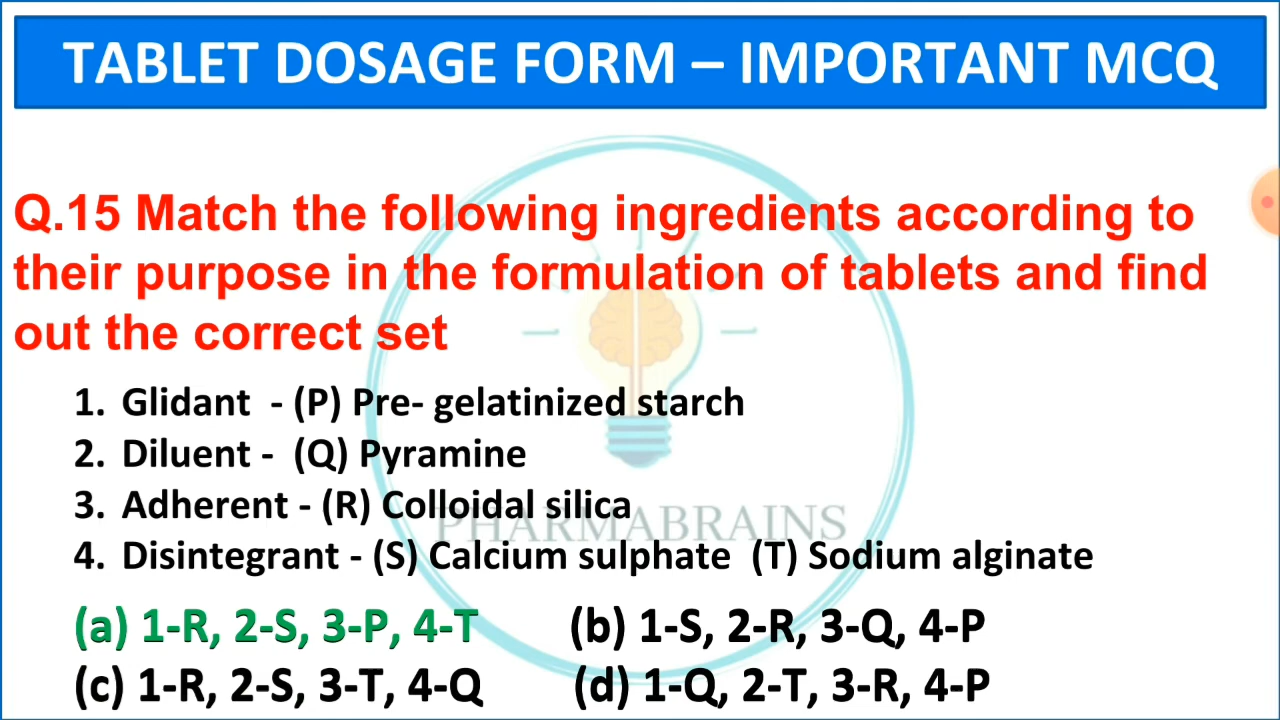 TABLET DOSAGE FORM – IMPORTANT MCQ
Q.15 Match the following ingredients according to
their purpose in the formulation of tablets and find
out the correct set
1. Glidant - (P) Pre- gelatinized starch
2. Diluent - (Q) Pyramine
3. Adherent - (R) Colloidal silica
PHARMABRAINS
4. Disintegrant - (S) Calcium sulphate (T) Sodium alginate
(a) 1-R, 2-S, 3-P, 4-T (b) 1-S, 2-R, 3-Q, 4-P
(c) 1-R, 2-S, 3-T, 4-Q (d) 1-Q, 2-T, 3-R, 4-P